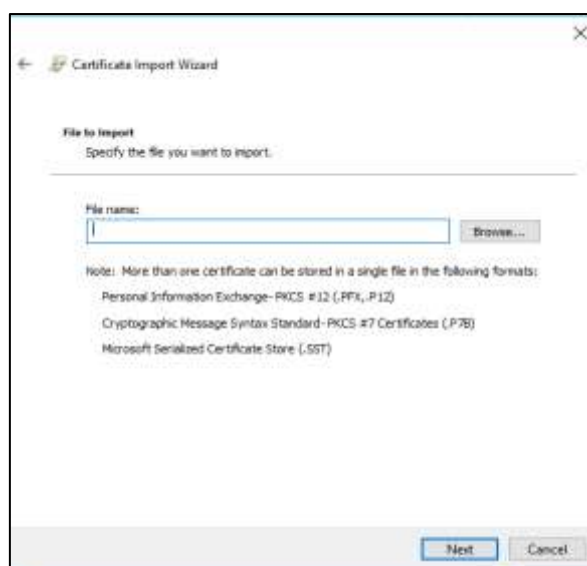 Certificate Import Wizard
File to Import
Specify the file you want to import.
File name:
Browse...
Note: More than one certificate can be stored in a single file in the following formats:
Personal Information Exchange- PKCS #12 (.PFX,.P12)
Cryptographic Message Syntax Standard- PKCS #7 Certificates (.P7B)
Microsoft Serialized Certificate Store (.SST)
Next
Cancel